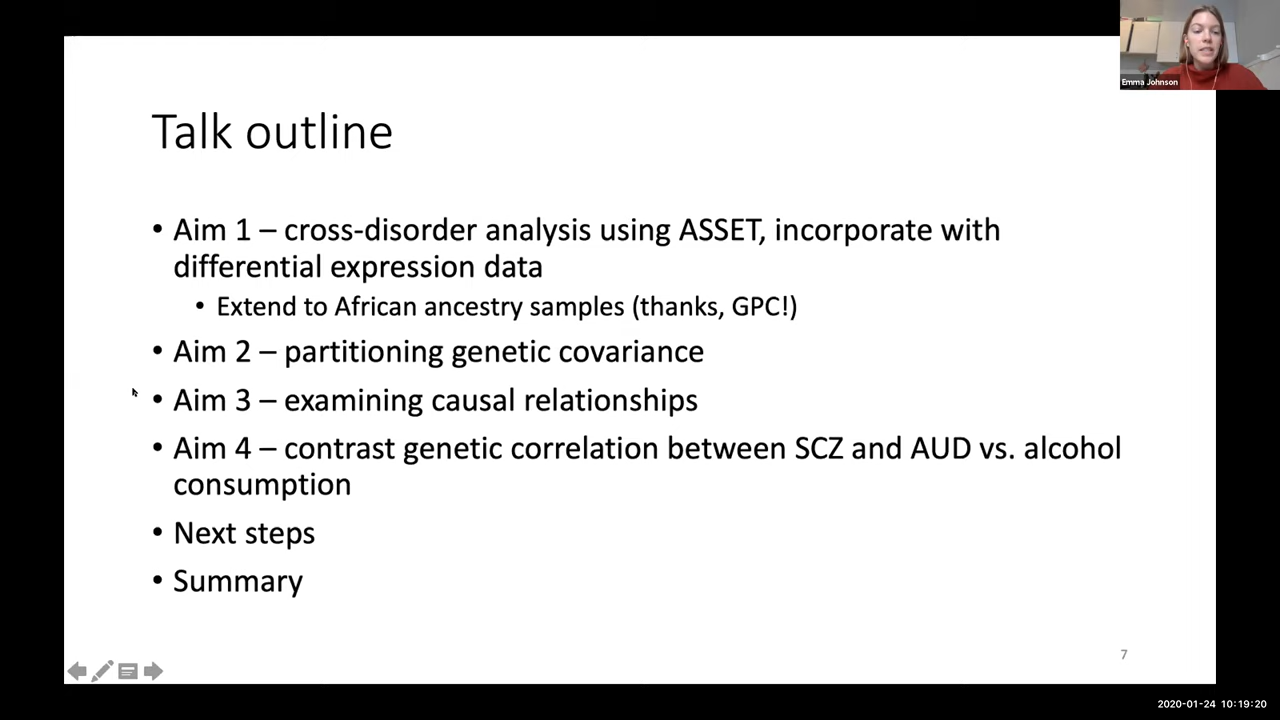 Emma Johnson
Talk outline
• Aim 1 – cross-disorder analysis using ASSET, incorporate with
differential expression data
• Extend to African ancestry samples (thanks, GPC!)
• Aim 2 – partitioning genetic covariance
• Aim 3 – examining causal relationships
• Aim 4 – contrast genetic correlation between SCZ and AUD vs. alcohol
consumption
• Next steps
• Summary
7
2020-01-24 10:19:20